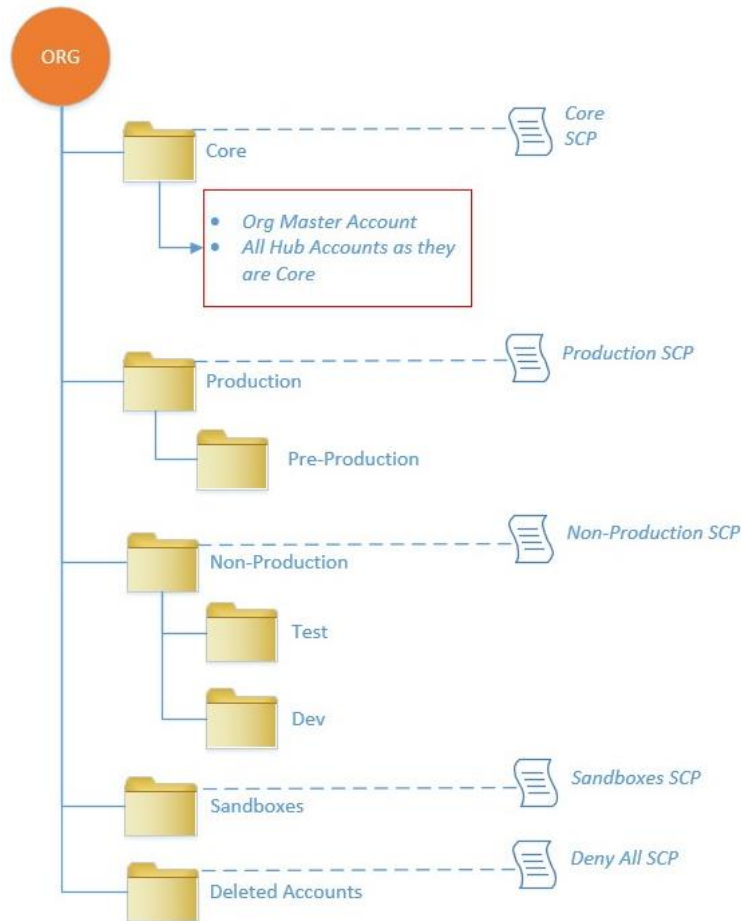 ORG
Core
SCP
Core
• Org Master Account
• All Hub Accounts as they
are Core
Production SCP
Production
Pre-Production
Non-Production SCP
Non-Production
Test
Dev
Sandboxes SCP
Sandboxes
Deny All SCP
Deleted Accounts